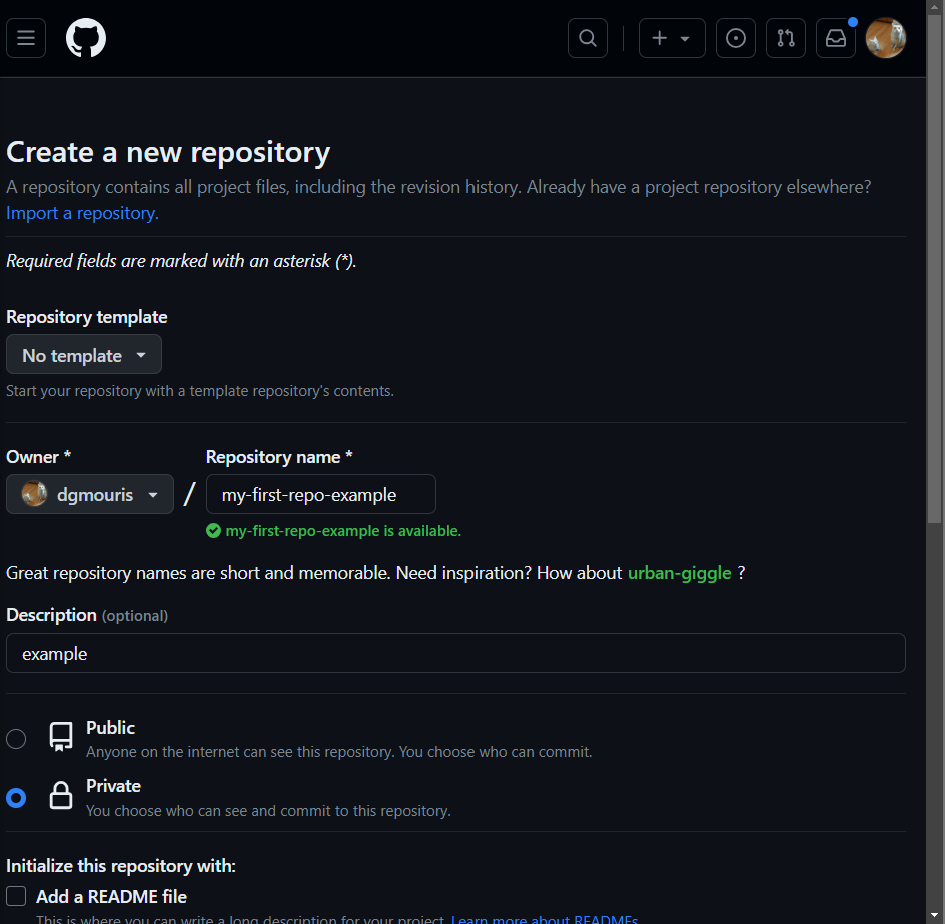 Create a new repository
A repository contains all project files, including the revision history. Already have a project repository elsewhere?
Import a repository.
Required fields are marked with an asterisk (*).
Repository template
No template
Start your repository with a template repository's contents.
Owner *
Repository name *
dgmouris
/
my-first-repo-example
my-first-repo-example is available.
Great repository names are short and memorable. Need inspiration? How about urban-giggle ?
Description (optional)
example
Public
Anyone on the internet can see this repository. You choose who can commit.
Private
You choose who can see and commit to this repository.
Initialize this repository with:
Add a README file
This is where you can write a long description for your project. Learn more about READMEs.